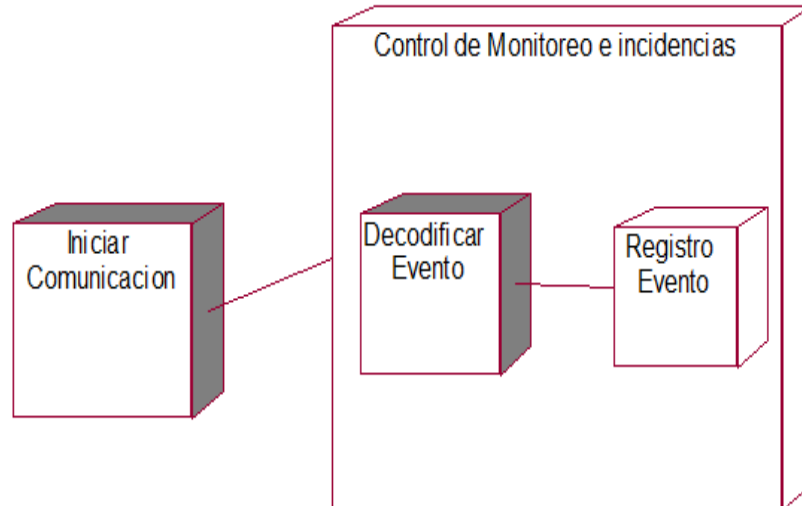 Control de Monitoreo e incidencias
Iniciar
Comunicacion
Decodificar
Evento
Registro
Evento